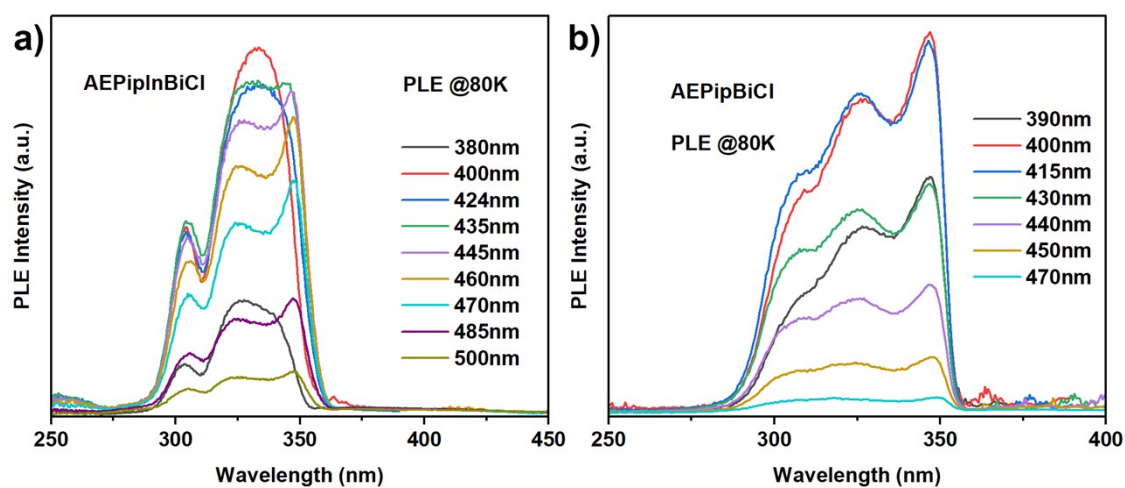 a)
AEPipInBiCl
PLE @80K
380nm
400nm
424nm
435nm
445nm
460nm
470nm
485nm
500nm
PLE Intensity (a.u.)
250 300 350 400 450
Wavelength (nm)
b)
AEPipBiCl
PLE @80K
390nm
400nm
415nm
430nm
440nm
450nm
470nm
PLE Intensity (a.u.)
250 300 350 400
Wavelength (nm)